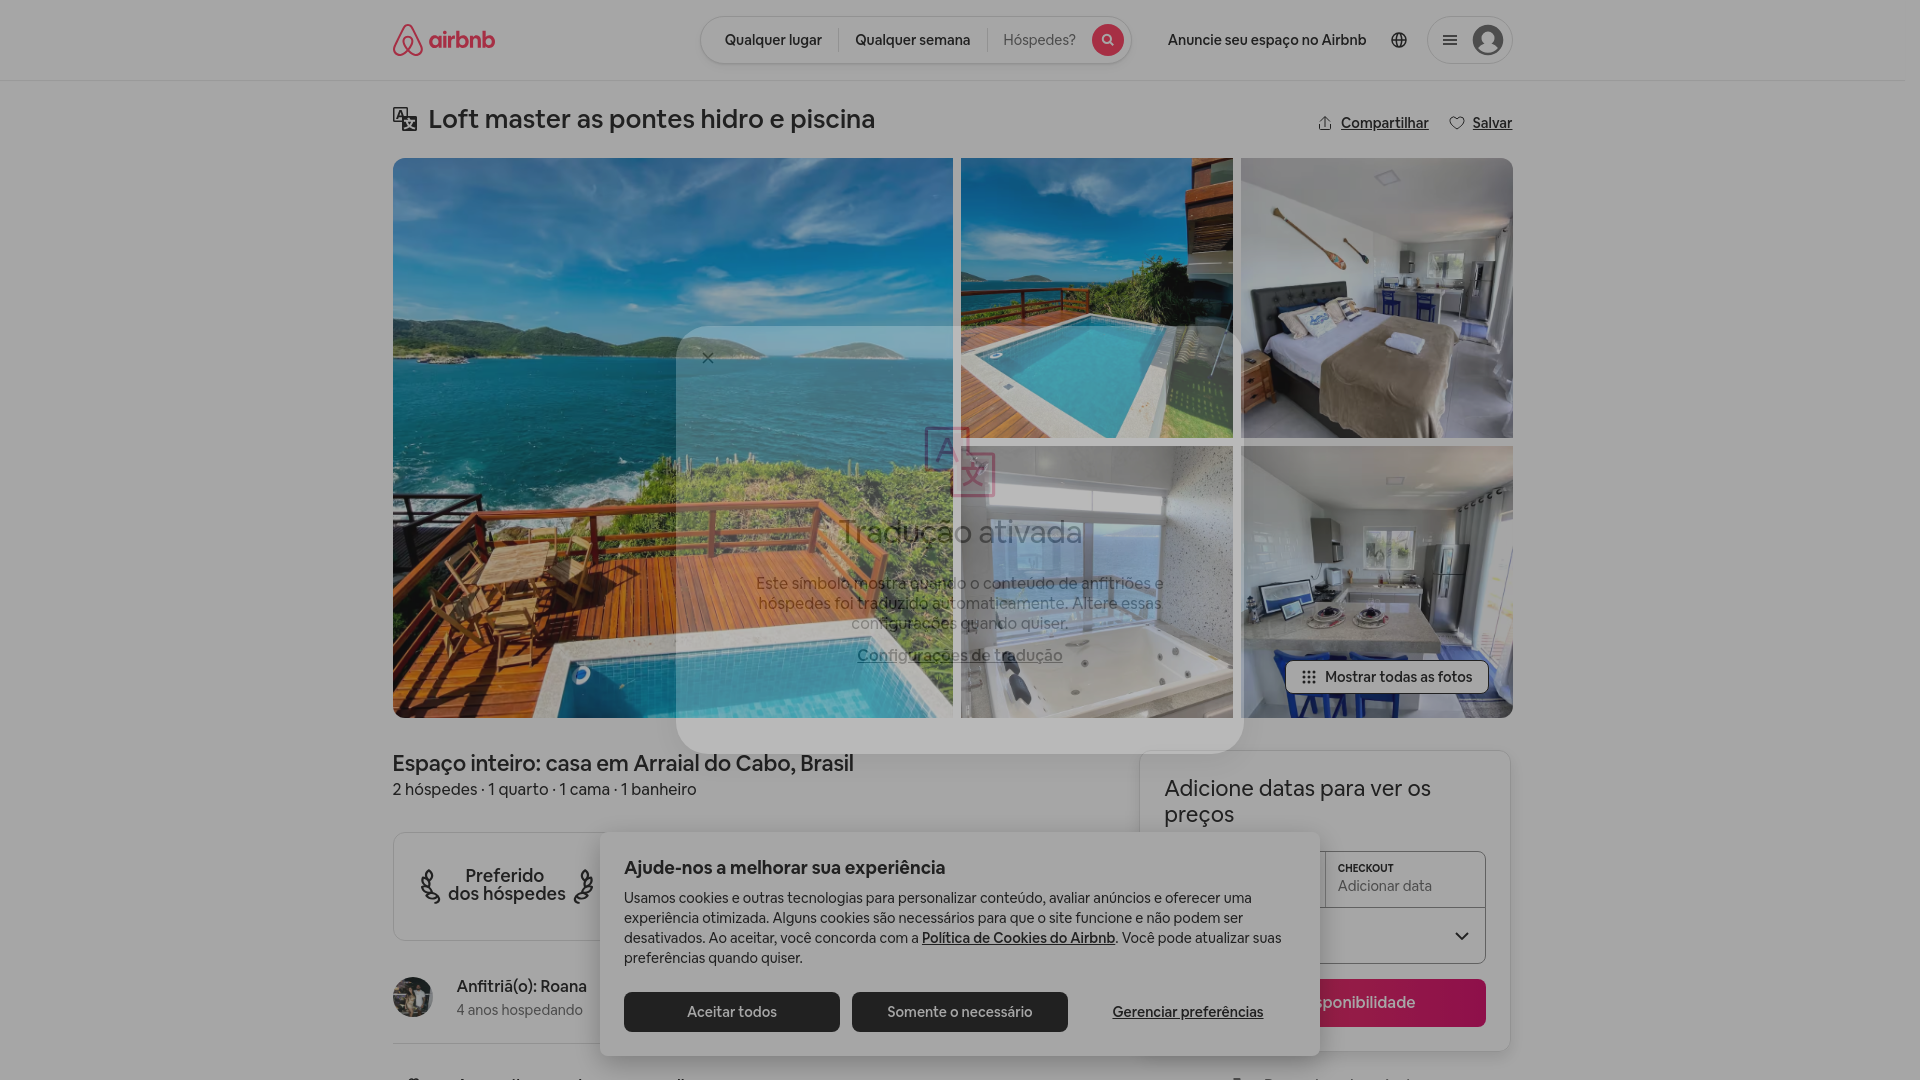 airbnb
Qualquer lugar
Qualquer semana
Hóspedes?
Anuncie seu espaço no Airbnb
Loft master as pontes hidro e piscina
Compartilhar
Salvar
Tradução ativada
Este símbolo mostra quando o conteúdo de anfitriões e
hóspedes foi traduzido automaticamente. Altere essas
configurações quando quiser.
Configurações de tradução
Mostrar todas as fotos
Espaço inteiro: casa em Arraial do Cabo, Brasil
2 hóspedes · 1 quarto · 1 cama · 1 banheiro
Adicione datas para ver os
preços
CHECKOUT
Adicionar data
Preferido
dos hóspedes
Ajude-nos a melhorar sua experiência
Usamos cookies e outras tecnologias para personalizar conteúdo, avaliar anúncios e oferecer uma
experiência otimizada. Alguns cookies são necessários para que o site funcione e não podem ser
desativados. Ao aceitar, você concorda com a Política de Cookies do Airbnb. Você pode atualizar suas
preferências quando quiser.
Anfitriã(o): Roana
4 anos hospedando
Aceitar todos
Somente o necessário
Gerenciar preferências
sponibilidade